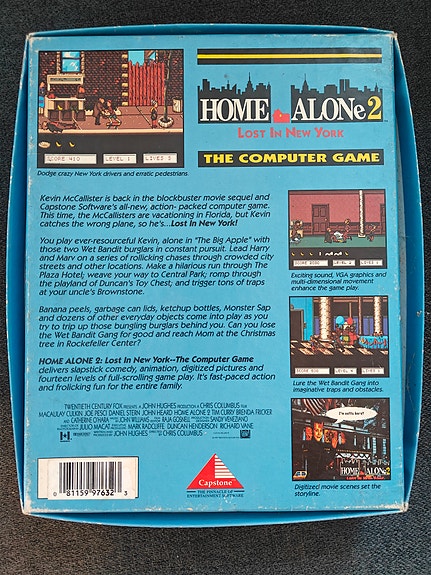 HOME ALONe 2
LOST IN NEW YORK
THE COMPUTER GAME
SCORE 410 LEVEL 1 LIVES 3
Dodge crazy New York drivers and erratic pedestrians.
Kevin McCallister is back in the blockbuster movie sequel and
Capstone Software's all-new, action- packed computer game.
This time, the McCallisters are vacationing in Florida, but Kevin
catches the wrong plane, so he's...Lost in New York!
You play ever-resourceful Kevin, alone in "The Big Apple" with
those two Wet Bandit burglars in constant pursuit. Lead Harry
and Marv on a series of rollicking chases through crowded city
streets and other locations. Make a hilarious run through The
Plaza Hotel; weave your way to Central Park; romp through
the playland of Duncan's Toy Chest; and trigger tons of traps
at your uncle's Brownstone.
Banana peels, garbage can lids, ketchup bottles, Monster Sap
and dozens of other everyday objects come into play as you
try to trip up those bungling burglars behind you. Can you lose
the Wet Bandit Gang for good and reach Mom at the Christmas
tree in Rockefeller Center?
HOME ALONE 2: Lost in New York--The Computer Game
delivers slapstick comedy, animation, digitized pictures and
fourteen levels of full-scrolling game play. It's fast-paced action
and frolicking fun for the entire family.
Exciting sound, VGA graphics and
multi-dimensional movement
enhance the game play.
Lure the Wet Bandit Gang into
imaginative traps and obstacles.
HOME ALONe 2
Digitized movie scenes set the
storyline.
TWENTIETH CENTURY FOX PRESENTS A JOHN HUGHES PRODUCTION A CHRIS COLUMBUS FILM
MACAULAY CULKIN JOE PESCI DANIEL STERN JOHN HEARD HOME ALONE 2 TIM CURRY BRENDA FRICKER
AND CATHERINE O'HARA JOHN WILLIAMS RAJA GOSNELL SANDY VENEZIANO
JULIO MACAT MARK RADCLIFFE DUNCAN HENDERSON RICHARD VANE
JOHN HUGHES CHRIS COLUMBUS
0 81159 97632 3
Capstone
THE PINNACLE OF
ENTERTAINMENT SOFTWARE